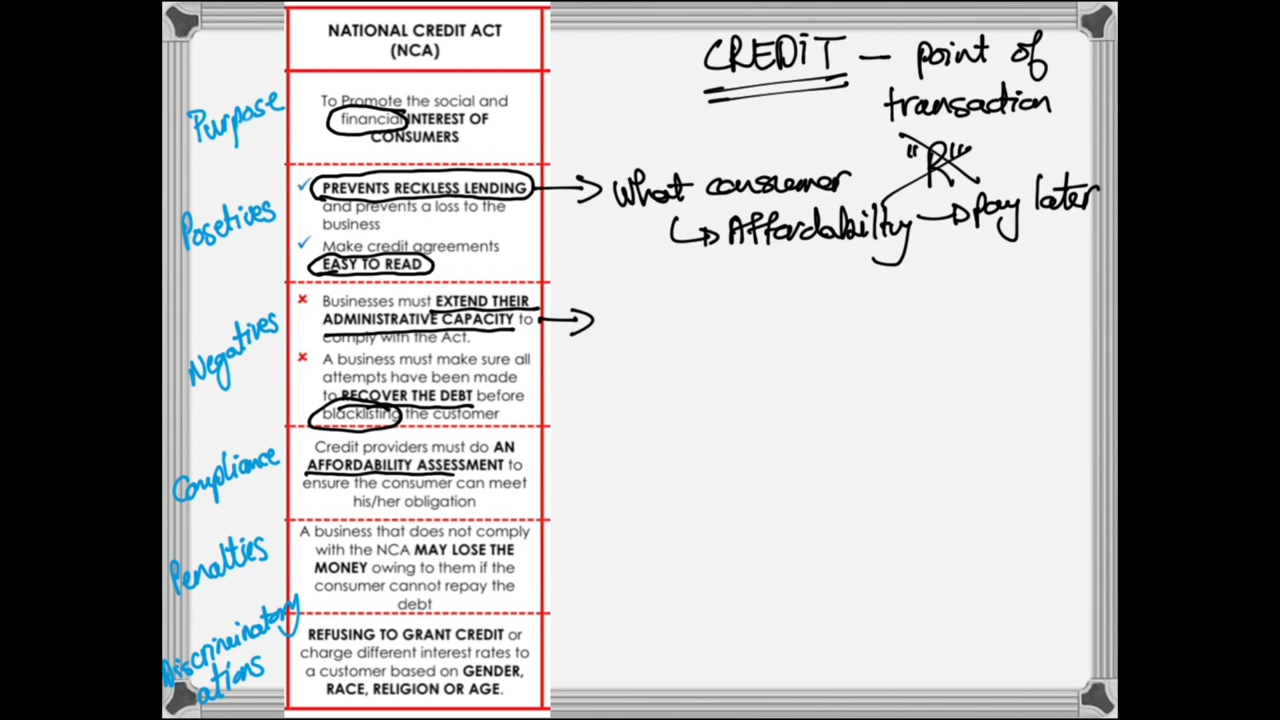 NATIONAL CREDIT ACT
(NCA)
CREDIT — point of
transaction
"R"
Purpose
To Promote the social and
financial INTEREST OF
CONSUMERS
Posetives
✓ PREVENTS RECKLESS LENDING
and prevents a loss to the
business
✓ Make credit agreements
EASY TO READ
What consumer
Affordability → pay later
Negatives
✗ Businesses must EXTEND THEIR
ADMINISTRATIVE CAPACITY to
comply with the Act.
✗ A business must make sure all
attempts have been made
to RECOVER THE DEBT before
blacklisting the customer
Compliance
Credit providers must do AN
AFFORDABILITY ASSESSMENT to
ensure the consumer can meet
his/her obligation
Penalties
A business that does not comply
with the NCA MAY LOSE THE
MONEY owing to them if the
consumer cannot repay the
debt
Discriminatory
ations
REFUSING TO GRANT CREDIT or
charge different interest rates to
a customer based on GENDER,
RACE, RELIGION OR AGE.